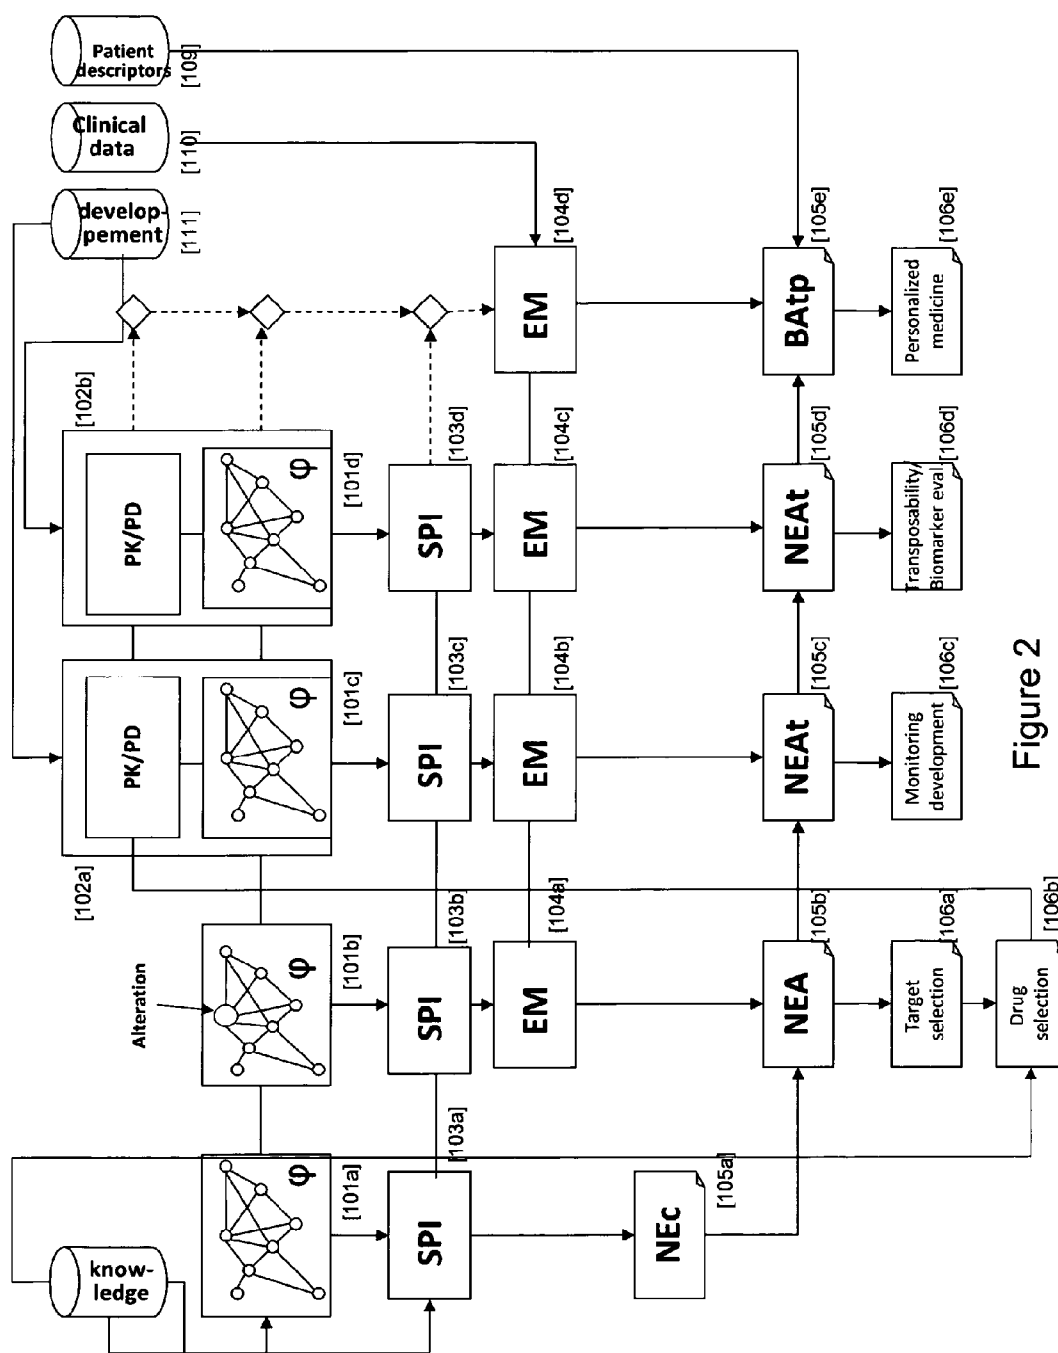 Patient
descriptors
[109]
Clinical
data
[110]
develop-
pement
[111]
know-
ledge
Alteration
φ
[101a]
φ
[101b]
[102a]
PK/PD
φ
[101c]
[102b]
PK/PD
φ
[101d]
SPI
[103a]
SPI
[103b]
SPI
[103c]
SPI
[103d]
EM
[104a]
EM
[104b]
EM
[104c]
EM
[104d]
NEc
[105a]
NEA
[105b]
NEAt
[105c]
NEAt
[105d]
BAtp
[105e]
Target
selection
[106a]
Drug
selection
[106b]
Monitoring
development
[106c]
Transposability/
Biomarker eval.
[106d]
Personalized
medicine
[106e]
Figure 2